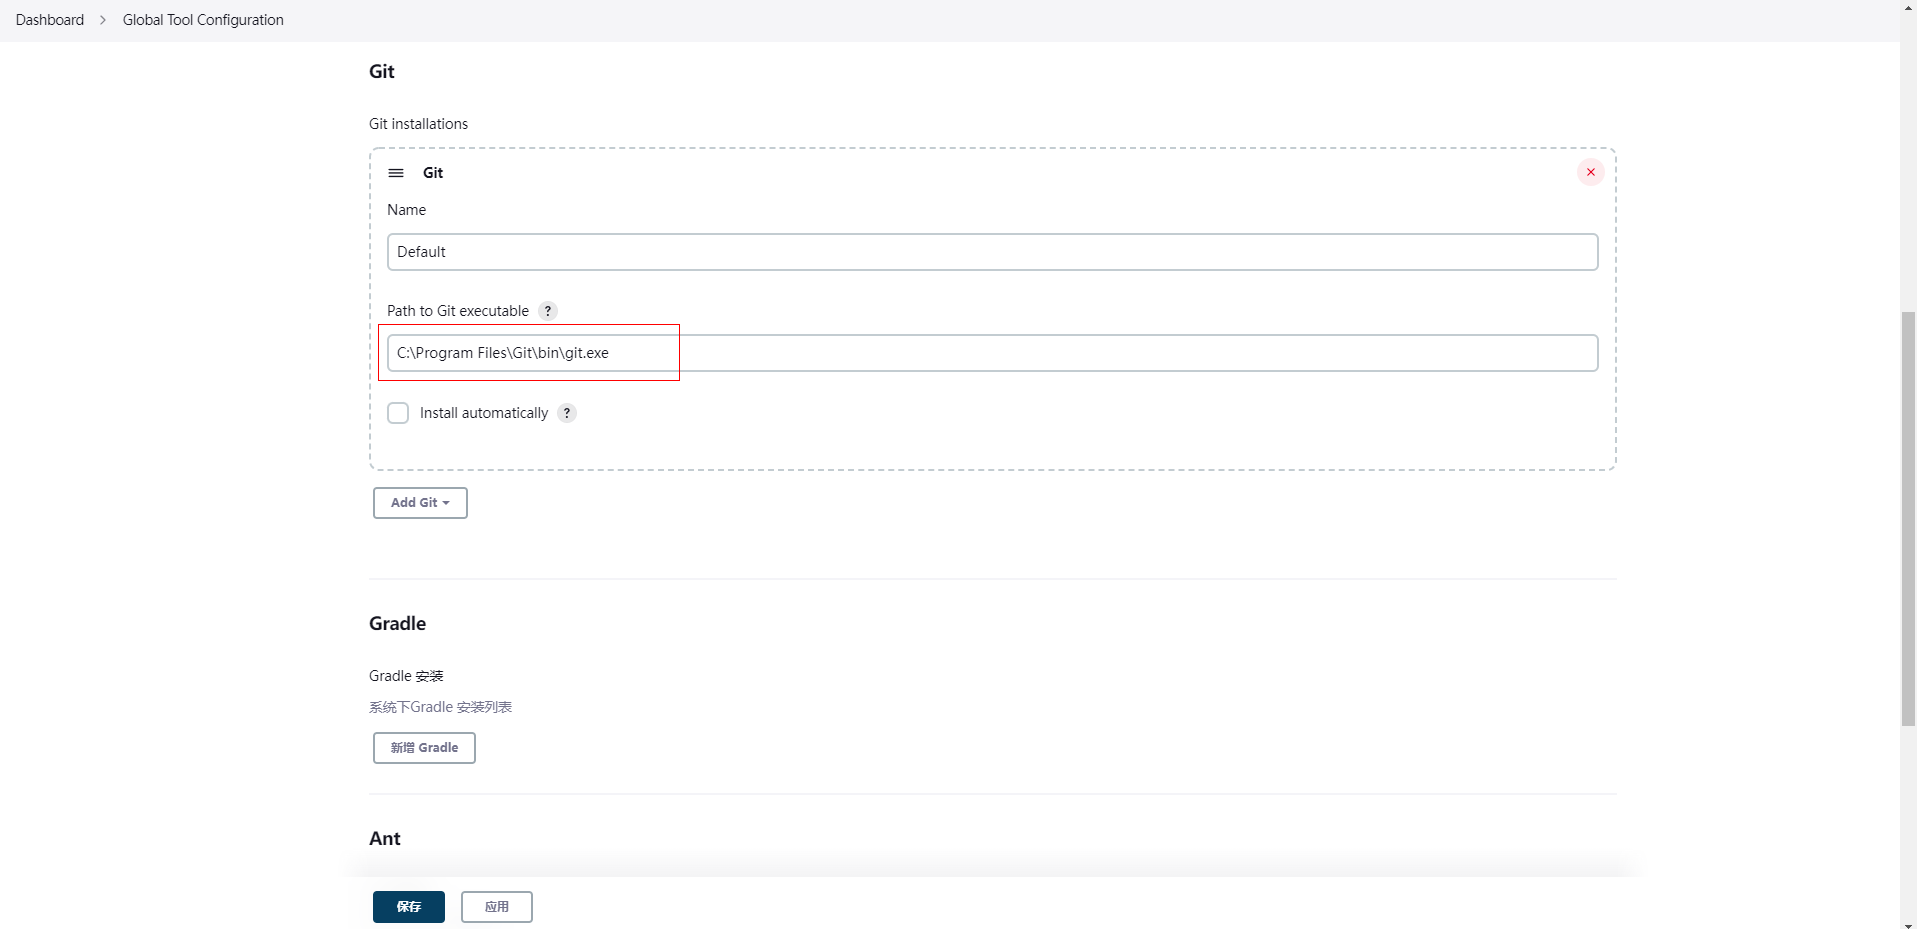 Dashboard > Global Tool Configuration
Git
Git installations
Git
Name
Default
Path to Git executable ?
C:\Program Files\Git\bin\git.exe
Install automatically ?
Add Git
Gradle
Gradle 安装
系统下Gradle 安装列表
新增 Gradle
Ant
保存 应用